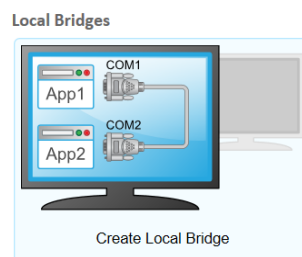 Local Bridges
COM1
App1
COM2
App2
Create Local Bridge